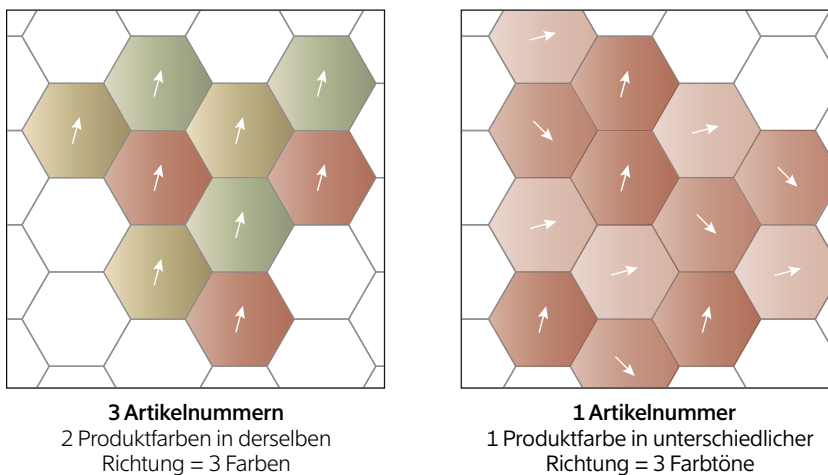 3 Artikelnummern
2 Produktfarben in derselben
Richtung = 3 Farben
1 Artikelnummer
1 Produktfarbe in unterschiedlicher
Richtung = 3 Farbtöne